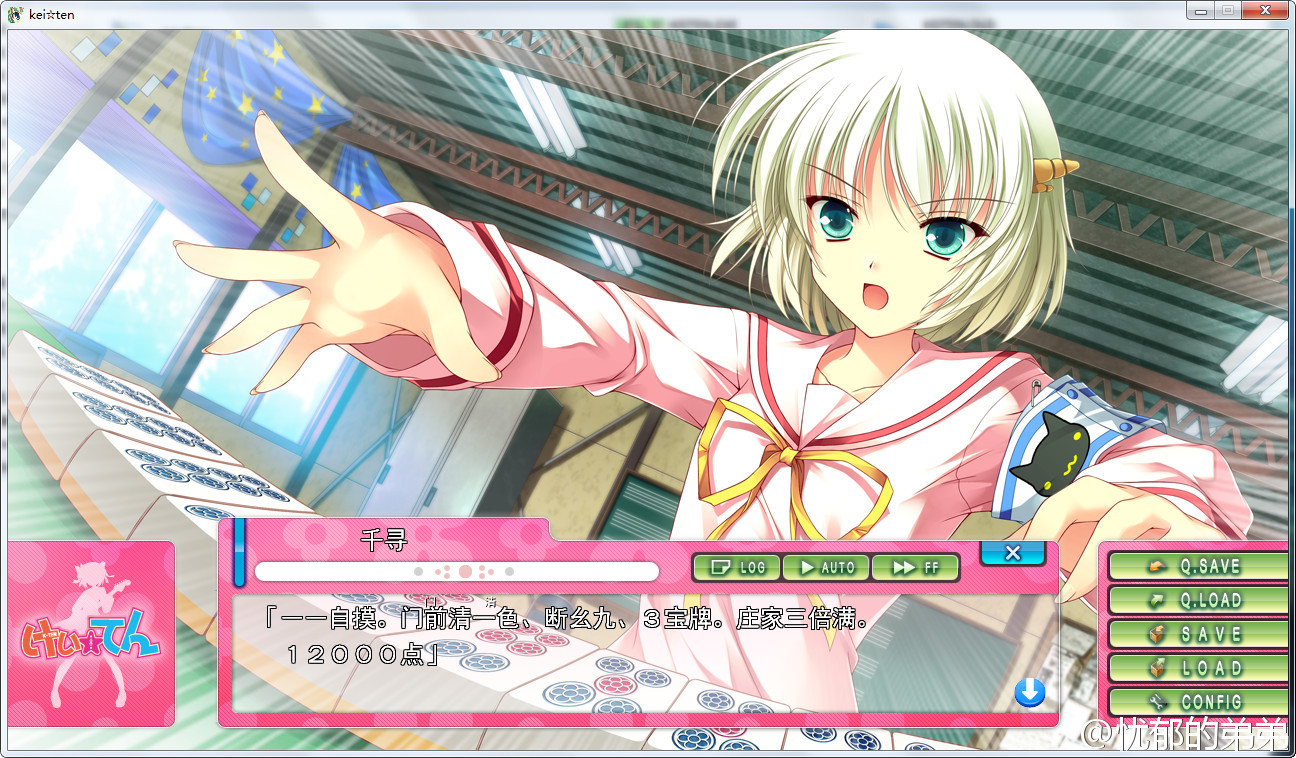 kei☆ten
千寻
LOG
AUTO
FF
「——自摸。门前清一色、断幺九、３宝牌。庄家三倍满。
１２０００点」
Q.SAVE
Q.LOAD
SAVE
LOAD
CONFIG
けい☆てん
@忧郁的弟弟